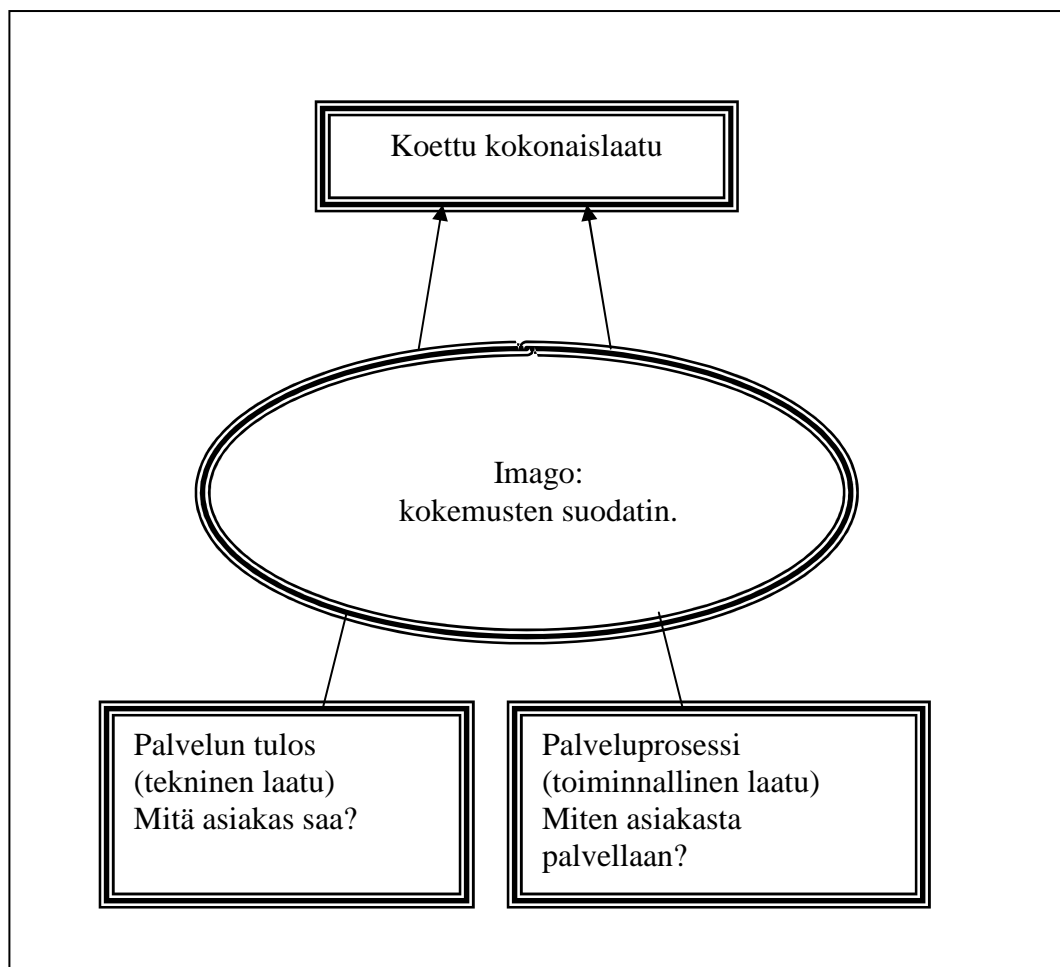 Koettu kokonaislaatu
Imago:
kokemusten suodatin.
Palvelun tulos
(tekninen laatu)
Mitä asiakas saa?
Palveluprosessi
(toiminnallinen laatu)
Miten asiakasta
palvellaan?